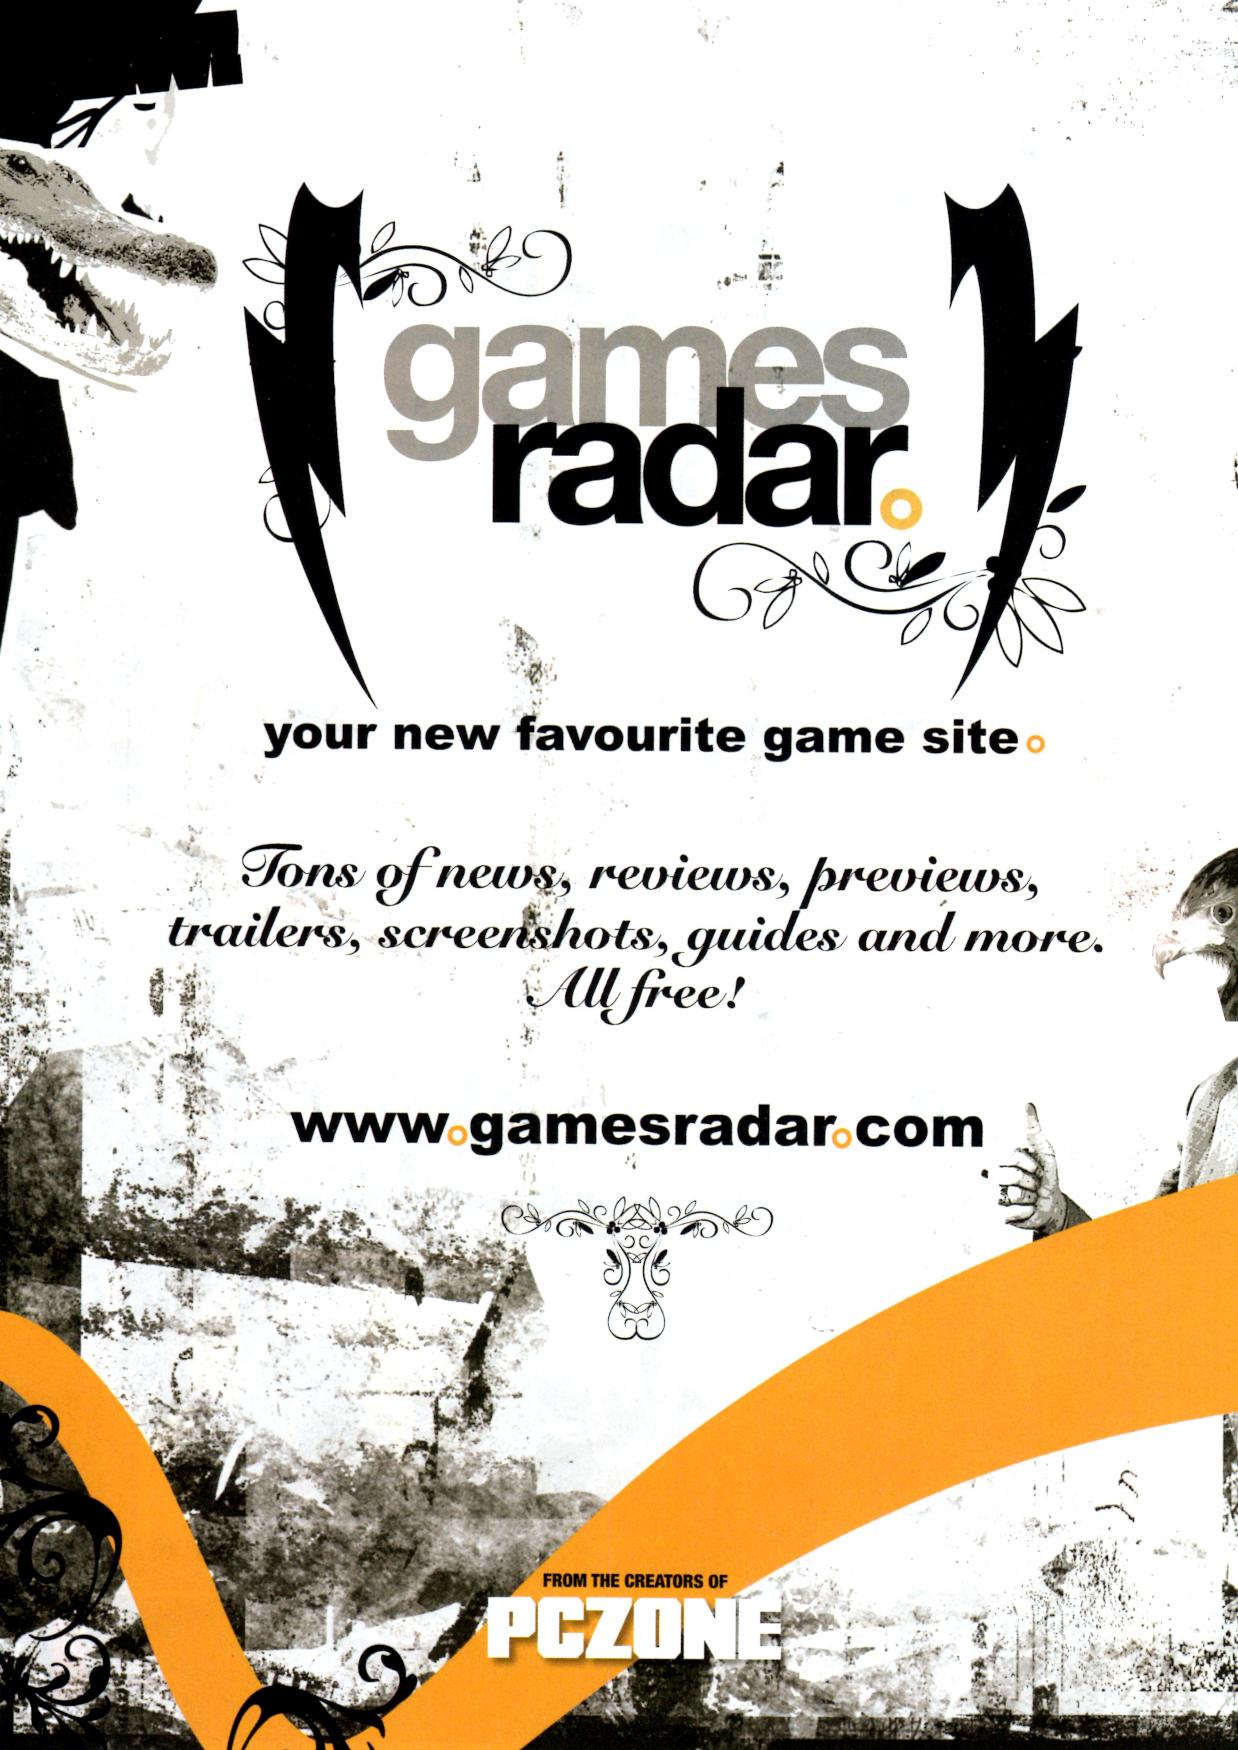 games
radar.
your new favourite game site.
Tons of news, reviews, previews,
trailers, screenshots, guides and more.
All free!
www.gamesradar.com
FROM THE CREATORS OF
PCZONE